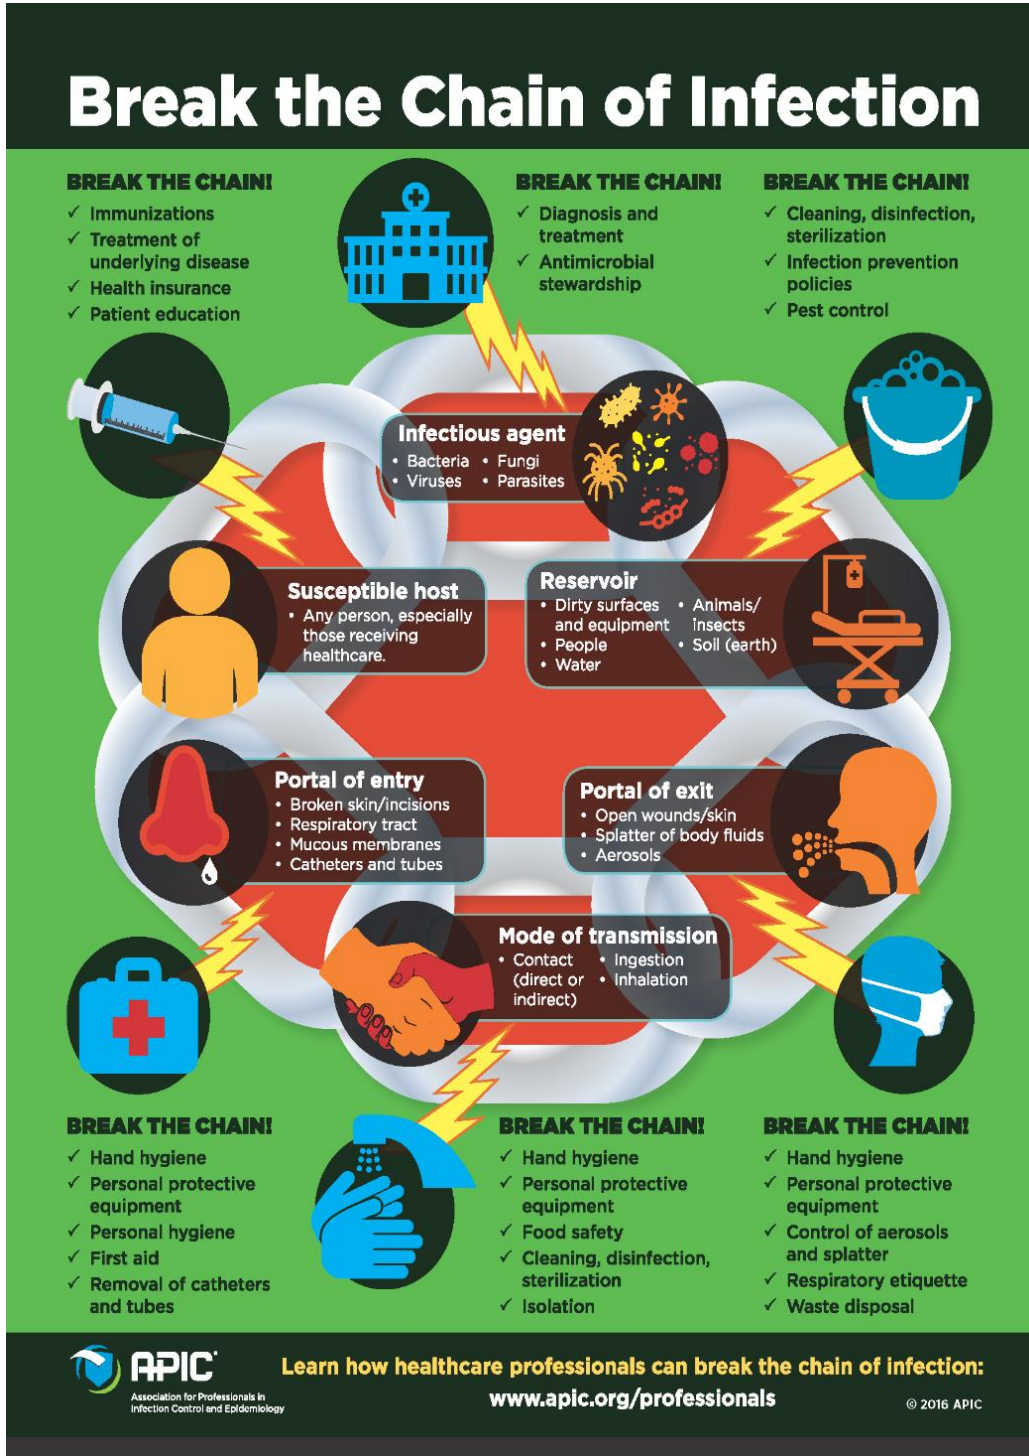 Break the Chain of Infection
BREAK THE CHAIN!
✓ Immunizations
✓ Treatment of
underlying disease
✓ Health insurance
✓ Patient education
BREAK THE CHAIN!
✓ Diagnosis and
treatment
✓ Antimicrobial
stewardship
BREAK THE CHAIN!
✓ Cleaning, disinfection,
sterilization
✓ Infection prevention
policies
✓ Pest control
Infectious agent
• Bacteria • Fungi
• Viruses • Parasites
Susceptible host
• Any person, especially
those receiving
healthcare.
Reservoir
• Dirty surfaces
and equipment
• People
• Water
• Animals/
insects
• Soil (earth)
Portal of entry
• Broken skin/incisions
• Respiratory tract
• Mucous membranes
• Catheters and tubes
Portal of exit
• Open wounds/skin
• Splatter of body fluids
• Aerosols
Mode of transmission
• Contact
(direct or
indirect)
• Ingestion
• Inhalation
BREAK THE CHAIN!
✓ Hand hygiene
✓ Personal protective
equipment
✓ Personal hygiene
✓ First aid
✓ Removal of catheters
and tubes
BREAK THE CHAIN!
✓ Hand hygiene
✓ Personal protective
equipment
✓ Food safety
✓ Cleaning, disinfection,
sterilization
✓ Isolation
BREAK THE CHAIN!
✓ Hand hygiene
✓ Personal protective
equipment
✓ Control of aerosols
and splatter
✓ Respiratory etiquette
✓ Waste disposal
APIC
Association for Professionals in
Infection Control and Epidemiology
Learn how healthcare professionals can break the chain of infection:
www.apic.org/professionals
© 2016 APIC